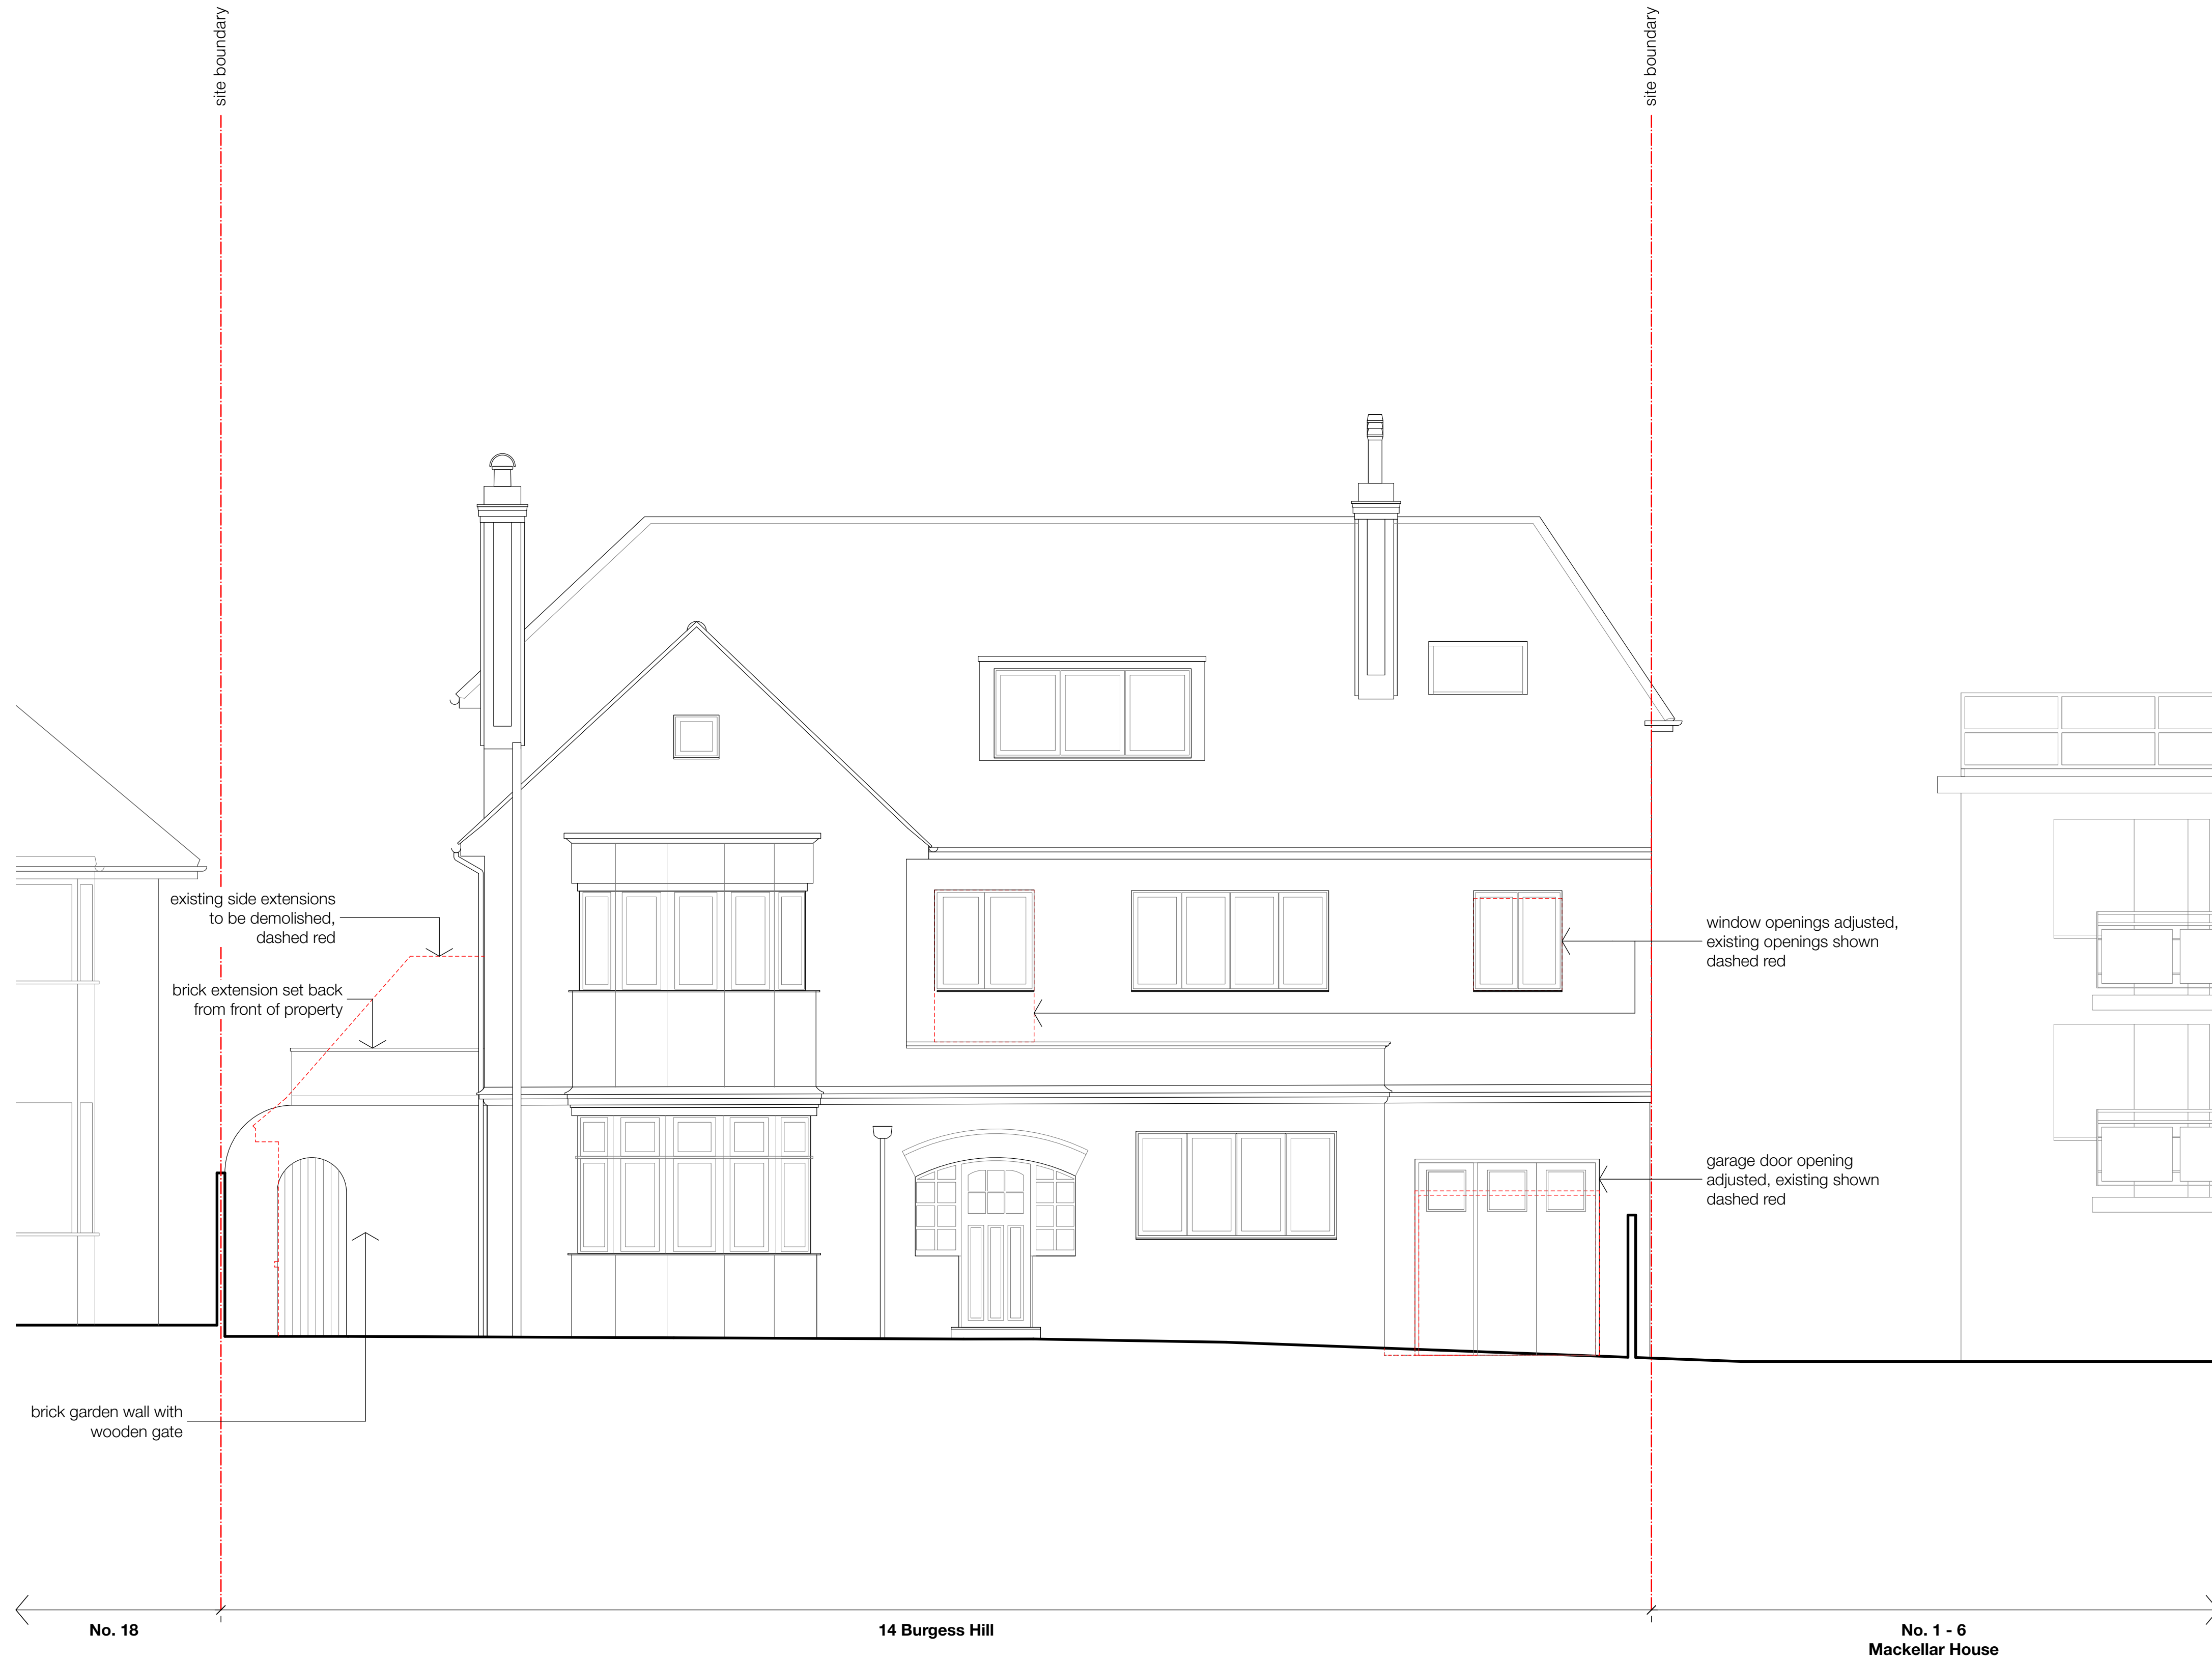 site boundary
site boundary
existing side extensions
to be demolished,
dashed red
brick extension set back
from front of property
window openings adjusted,
existing openings shown
dashed red
garage door opening
adjusted, existing shown
dashed red
brick garden wall with
wooden gate
No. 18
14 Burgess Hill
No. 1 - 6
Mackellar House